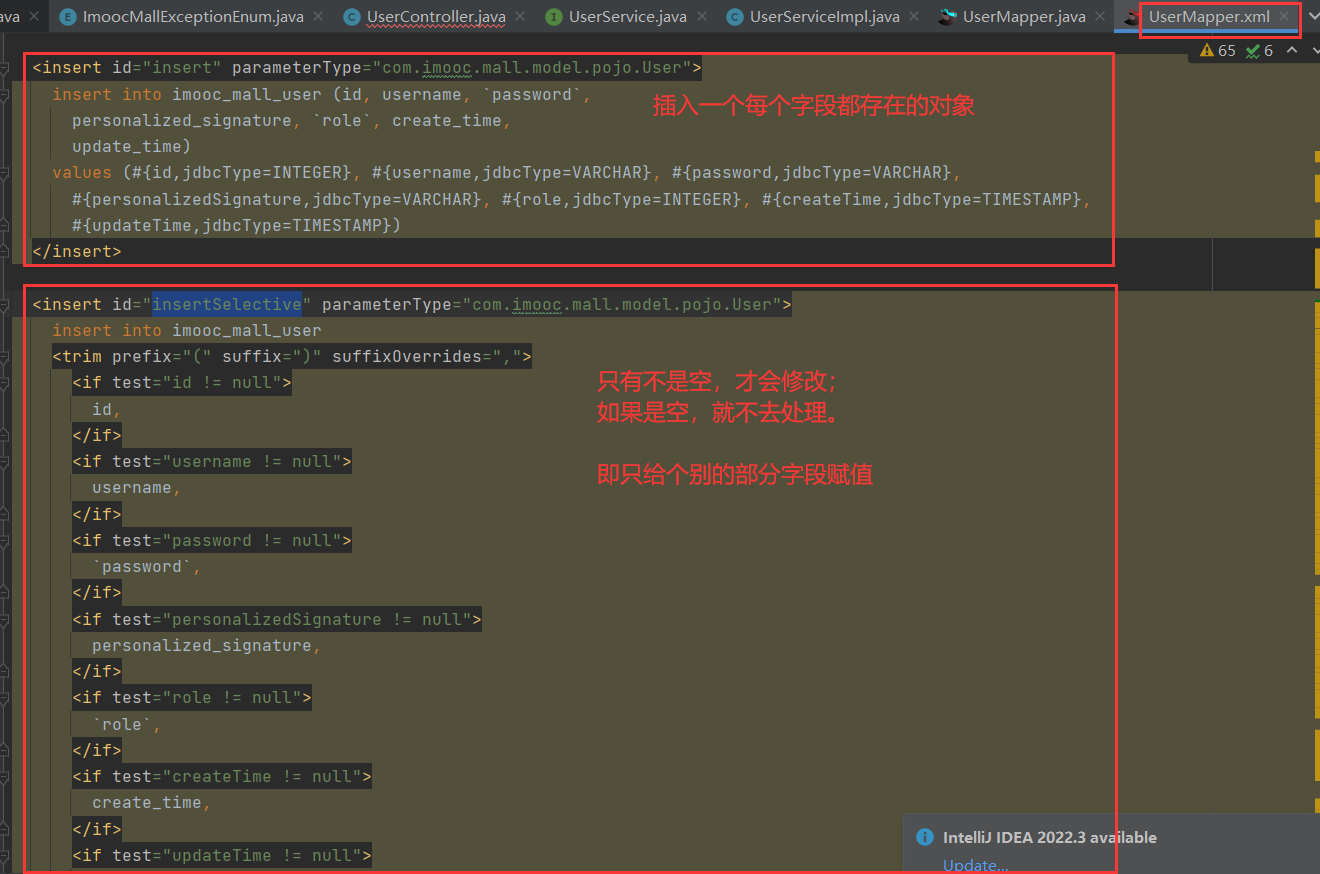 ava
ImoocMallExceptionEnum.java
UserController.java
UserService.java
UserServiceImpl.java
UserMapper.java
UserMapper.xml
65 6
<insert id="insert" parameterType="com.imooc.mall.model.pojo.User">
insert into imooc_mall_user (id, username, `password`,
插入一个每个字段都存在的对象
personalized_signature, `role`, create_time,
update_time)
values (#{id,jdbcType=INTEGER}, #{username,jdbcType=VARCHAR}, #{password,jdbcType=VARCHAR},
#{personalizedSignature,jdbcType=VARCHAR}, #{role,jdbcType=INTEGER}, #{createTime,jdbcType=TIMESTAMP},
#{updateTime,jdbcType=TIMESTAMP})
</insert>
<insert id="insertSelective" parameterType="com.imooc.mall.model.pojo.User">
insert into imooc_mall_user
<trim prefix="(" suffix=")" suffixOverrides=",">
<if test="id != null">
只有不是空，才会修改；
id,
如果是空，就不去处理。
</if>
<if test="username != null">
即只给个别的部分字段赋值
username,
</if>
<if test="password != null">
`password`,
</if>
<if test="personalizedSignature != null">
personalized_signature,
</if>
<if test="role != null">
`role`,
</if>
<if test="createTime != null">
create_time,
</if>
<if test="updateTime != null">
IntelliJ IDEA 2022.3 available
Update...